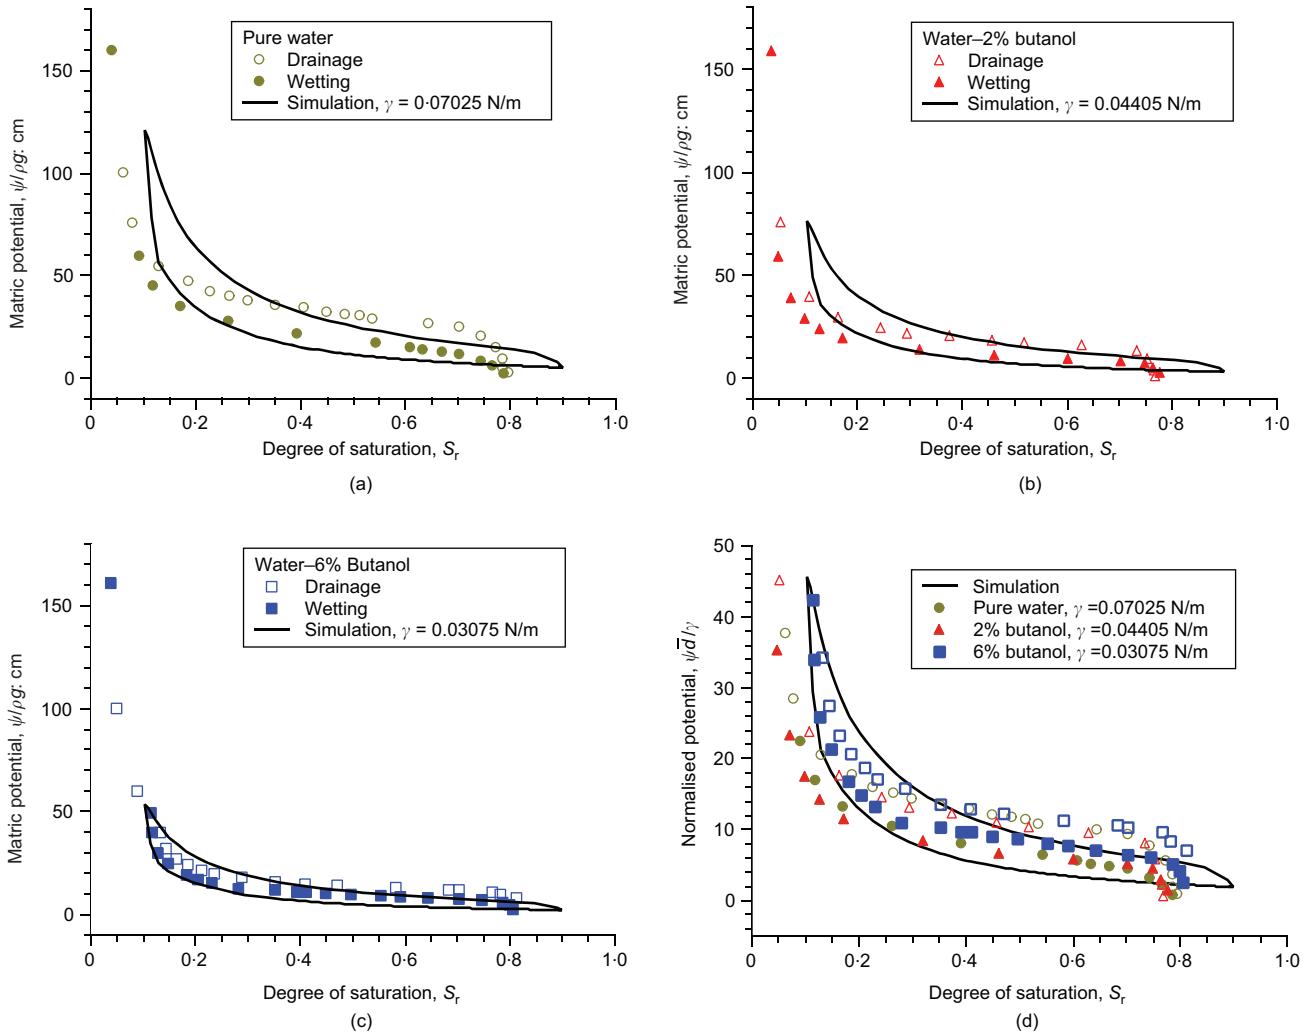 Pure water
Drainage
Wetting
Simulation, γ = 0·07025 N/m
Matric potential, ψ/ρg: cm
150
100
50
0
0
0·2
0·4
0·6
0·8
1·0
Degree of saturation, Sr
(a)
Water–2% butanol
Drainage
Wetting
Simulation, γ = 0.04405 N/m
Matric potential, ψ/ρg: cm
150
100
50
0
0
0·2
0·4
0·6
0·8
1·0
Degree of saturation, Sr
(b)
Water–6% Butanol
Drainage
Wetting
Simulation, γ = 0.03075 N/m
Matric potential, ψ/ρg: cm
150
100
50
0
0
0·2
0·4
0·6
0·8
1·0
Degree of saturation, Sr
(c)
Simulation
Pure water, γ =0.07025 N/m
2% butanol, γ =0.04405 N/m
6% butanol, γ =0.03075 N/m
Normalised potential, ψd̅/γ
50
40
30
20
10
0
0
0·2
0·4
0·6
0·8
1·0
Degree of saturation, Sr
(d)